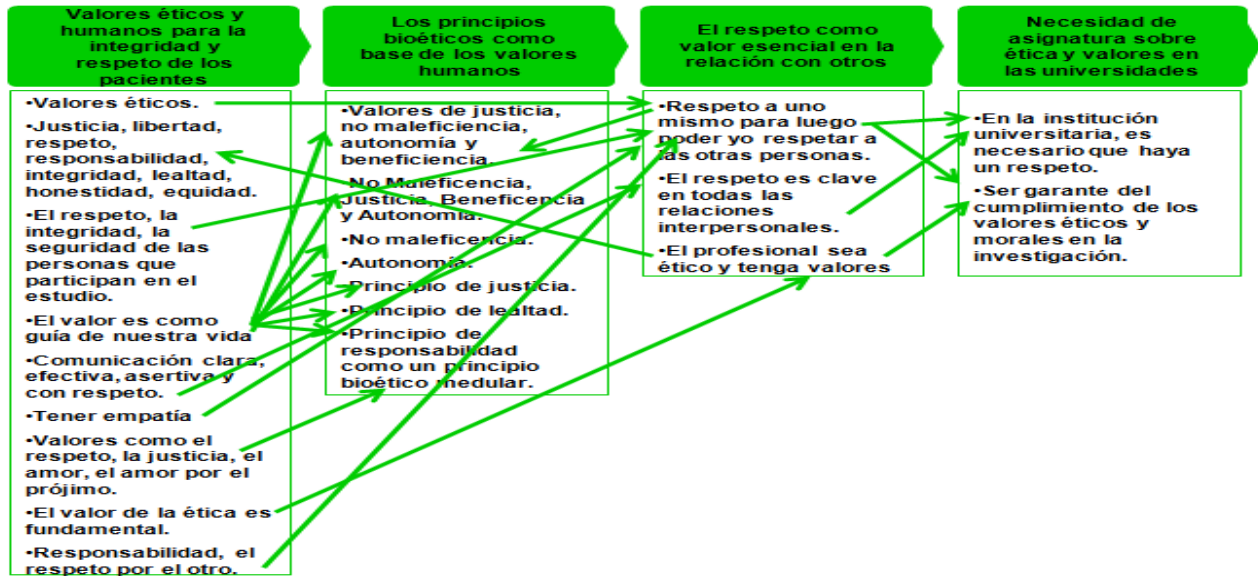 Valores éticos y
humanos para la
integridad y
respeto de los
pacientes
•Valores éticos.
•Justicia, libertad,
respeto,
responsabilidad,
integridad, lealtad,
honestidad, equidad.
•El respeto, la
integridad, la
seguridad de las
personas que
participan en el
estudio.
•El valor es como
guía de nuestra vida
•Comunicación clara,
efectiva, asertiva y
con respeto.
•Tener empatía
•Valores como el
respeto, la justicia, el
amor, el amor por el
prójimo.
•El valor de la ética es
fundamental.
•Responsabilidad, el
respeto por el otro.
Los principios
bioéticos como
base de los valores
humanos
•Valores de justicia,
no maleficiencia,
autonomía y
beneficiencia.
•No Maleficencia,
Justicia, Beneficencia
y Autonomía.
•No maleficencia.
•Autonomía.
•Principio de justicia.
•Principio de lealtad.
•Principio de
responsabilidad
como un principio
bioético medular.
El respeto como
valor esencial en la
relación con otros
•Respeto a uno
mismo para luego
poder yo respetar a
las otras personas.
•El respeto es clave
en todas las
relaciones
interpersonales.
•El profesional sea
ético y tenga valores
Necesidad de
asignatura sobre
ética y valores en
las universidades
•En la institución
universitaria, es
necesario que haya
un respeto.
•Ser garante del
cumplimiento de los
valores éticos y
morales en la
investigación.